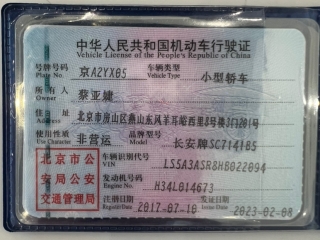 中华人民共和国机动车行驶证
Vehicle License of the People's Republic of China
号牌号码 京A2YX05 车辆类型 小型轿车
Plate No. Vehicle Type
所有人 蔡亚婕
Owner
住址 北京市房山区燕山东风羊耳峪西里8号楼3门201号
Address
使用性质 非营运 品牌型号 长安牌SC7141B5
Use Character Model
北京市公安局公安交通管理局
车辆识别代号 LS5A3ASR8HB022094
VIN
发动机号码 H34L014673
Engine No.
注册日期 2017-07-10 发证日期 2023-02-08
Register Date Issue Date